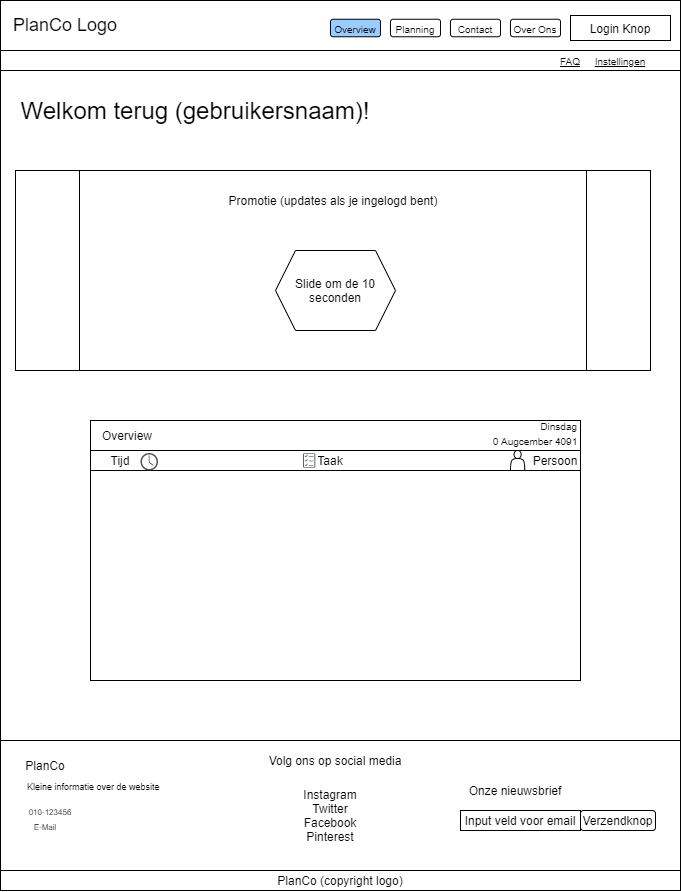 PlanCo Logo
Overview
Planning
Contact
Over Ons
Login Knop
FAQ
Instellingen
Welkom terug (gebruikersnaam)!
Promotie (updates als je ingelogd bent)
Slide om de 10
seconden
Overview
Dinsdag
0 Augcember 4091
Tijd
Taak
Persoon
PlanCo
Kleine informatie over de website
010-123456
E-Mail
Volg ons op social media
Instagram
Twitter
Facebook
Pinterest
Onze nieuwsbrief
Input veld voor email
Verzendknop
PlanCo (copyright logo)